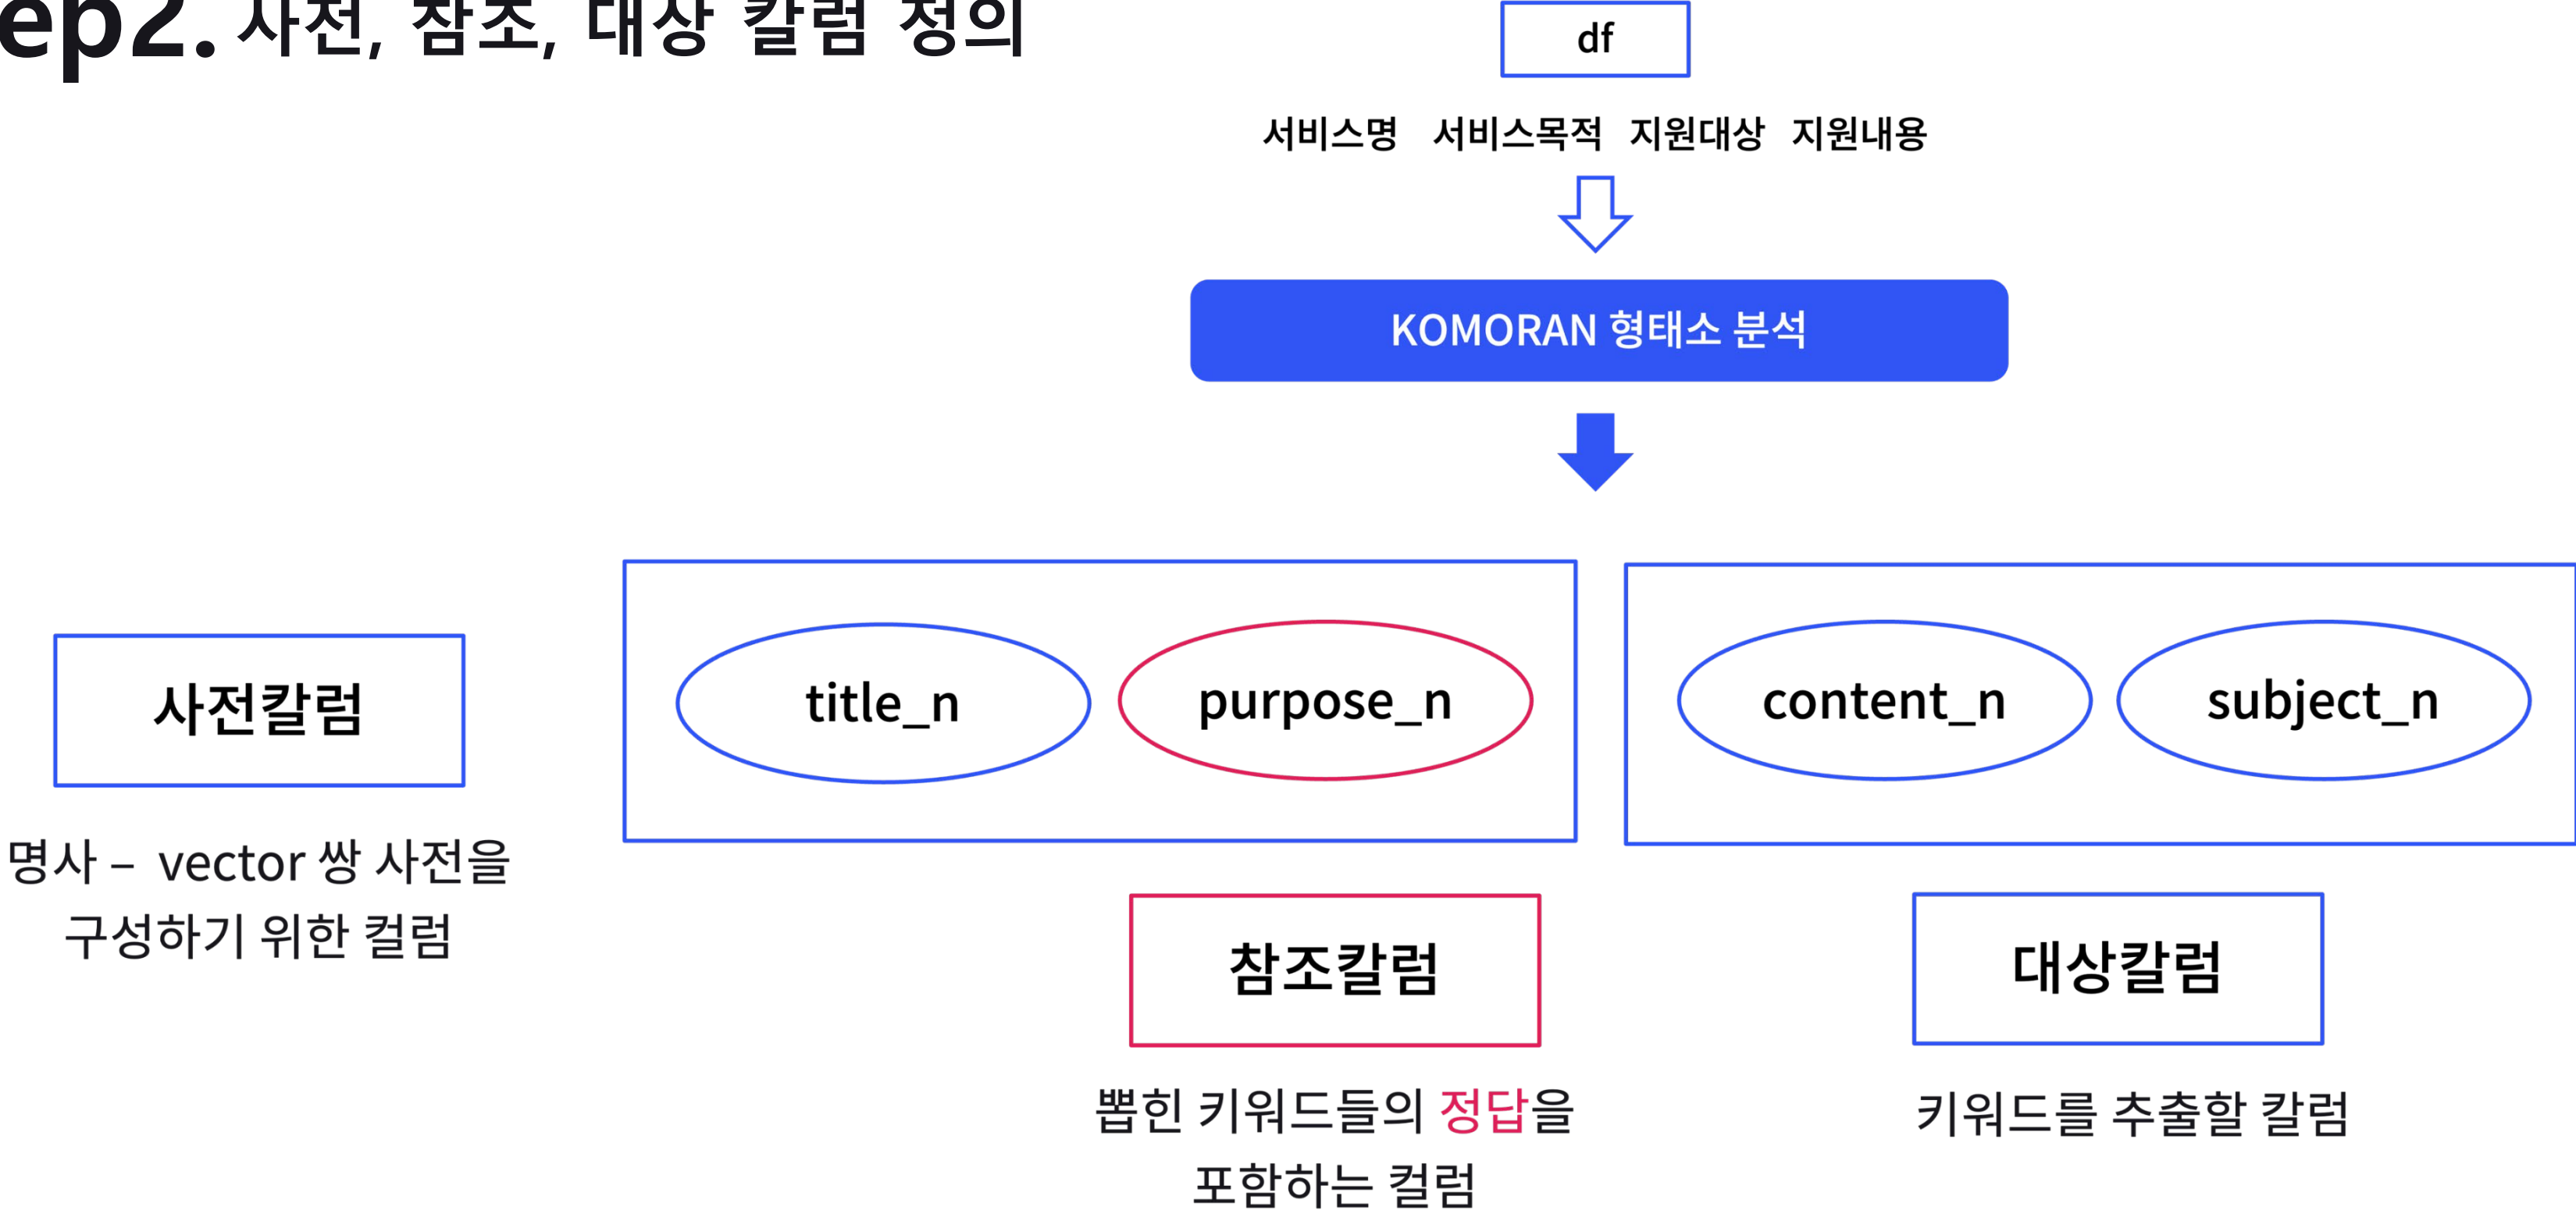 ep2. 사전, 참조, 대상 칼럼 정의
df
서비스명 서비스목적 지원대상 지원내용
KOMORAN 형태소 분석
사전칼럼
명사 – vector 쌍 사전을
구성하기 위한 컬럼
title_n purpose_n
content_n subject_n
참조칼럼
뽑힌 키워드들의 정답을
포함하는 컬럼
대상칼럼
키워드를 추출할 칼럼